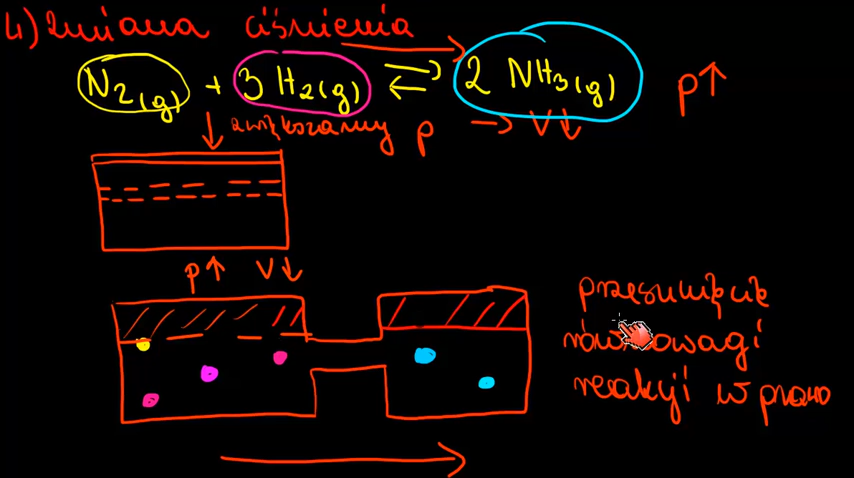 4) zmiana ciśnienia
N2(g) + 3 H2(g) ⇌ 2 NH3(g) p↑
zwiększamy p → V↓
p↑ V↓
przesunięcie
równowagi
reakcji w prawo